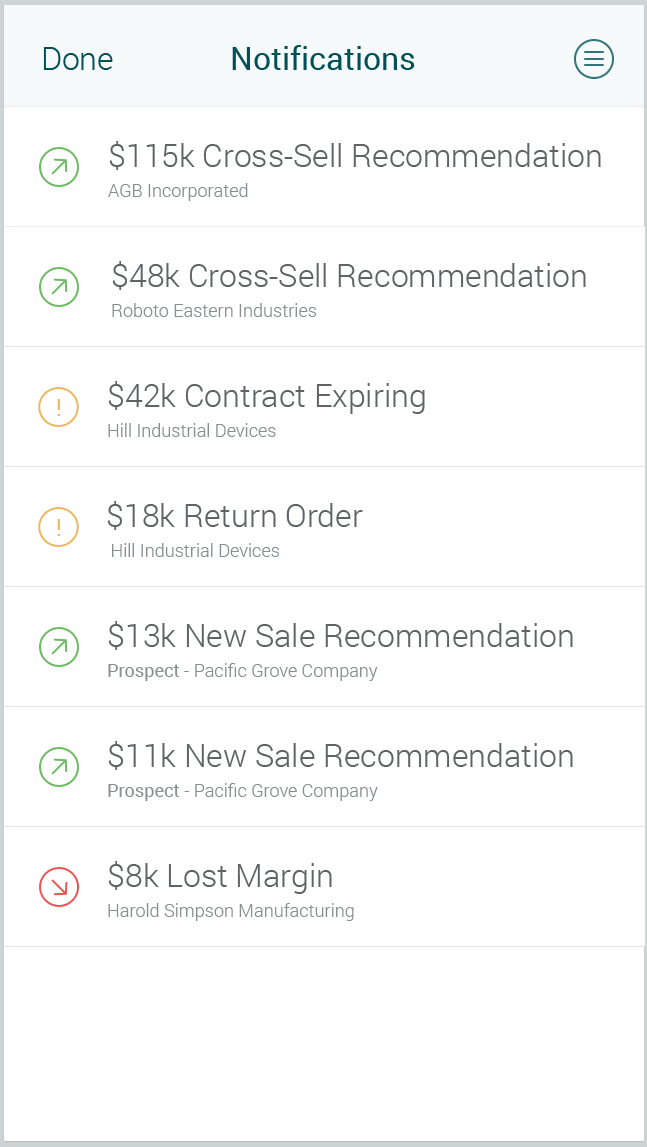 Done Notifications
$115k Cross-Sell Recommendation
AGB Incorporated
$48k Cross-Sell Recommendation
Roboto Eastern Industries
$42k Contract Expiring
Hill Industrial Devices
$18k Return Order
Hill Industrial Devices
$13k New Sale Recommendation
Prospect - Pacific Grove Company
$11k New Sale Recommendation
Prospect - Pacific Grove Company
$8k Lost Margin
Harold Simpson Manufacturing